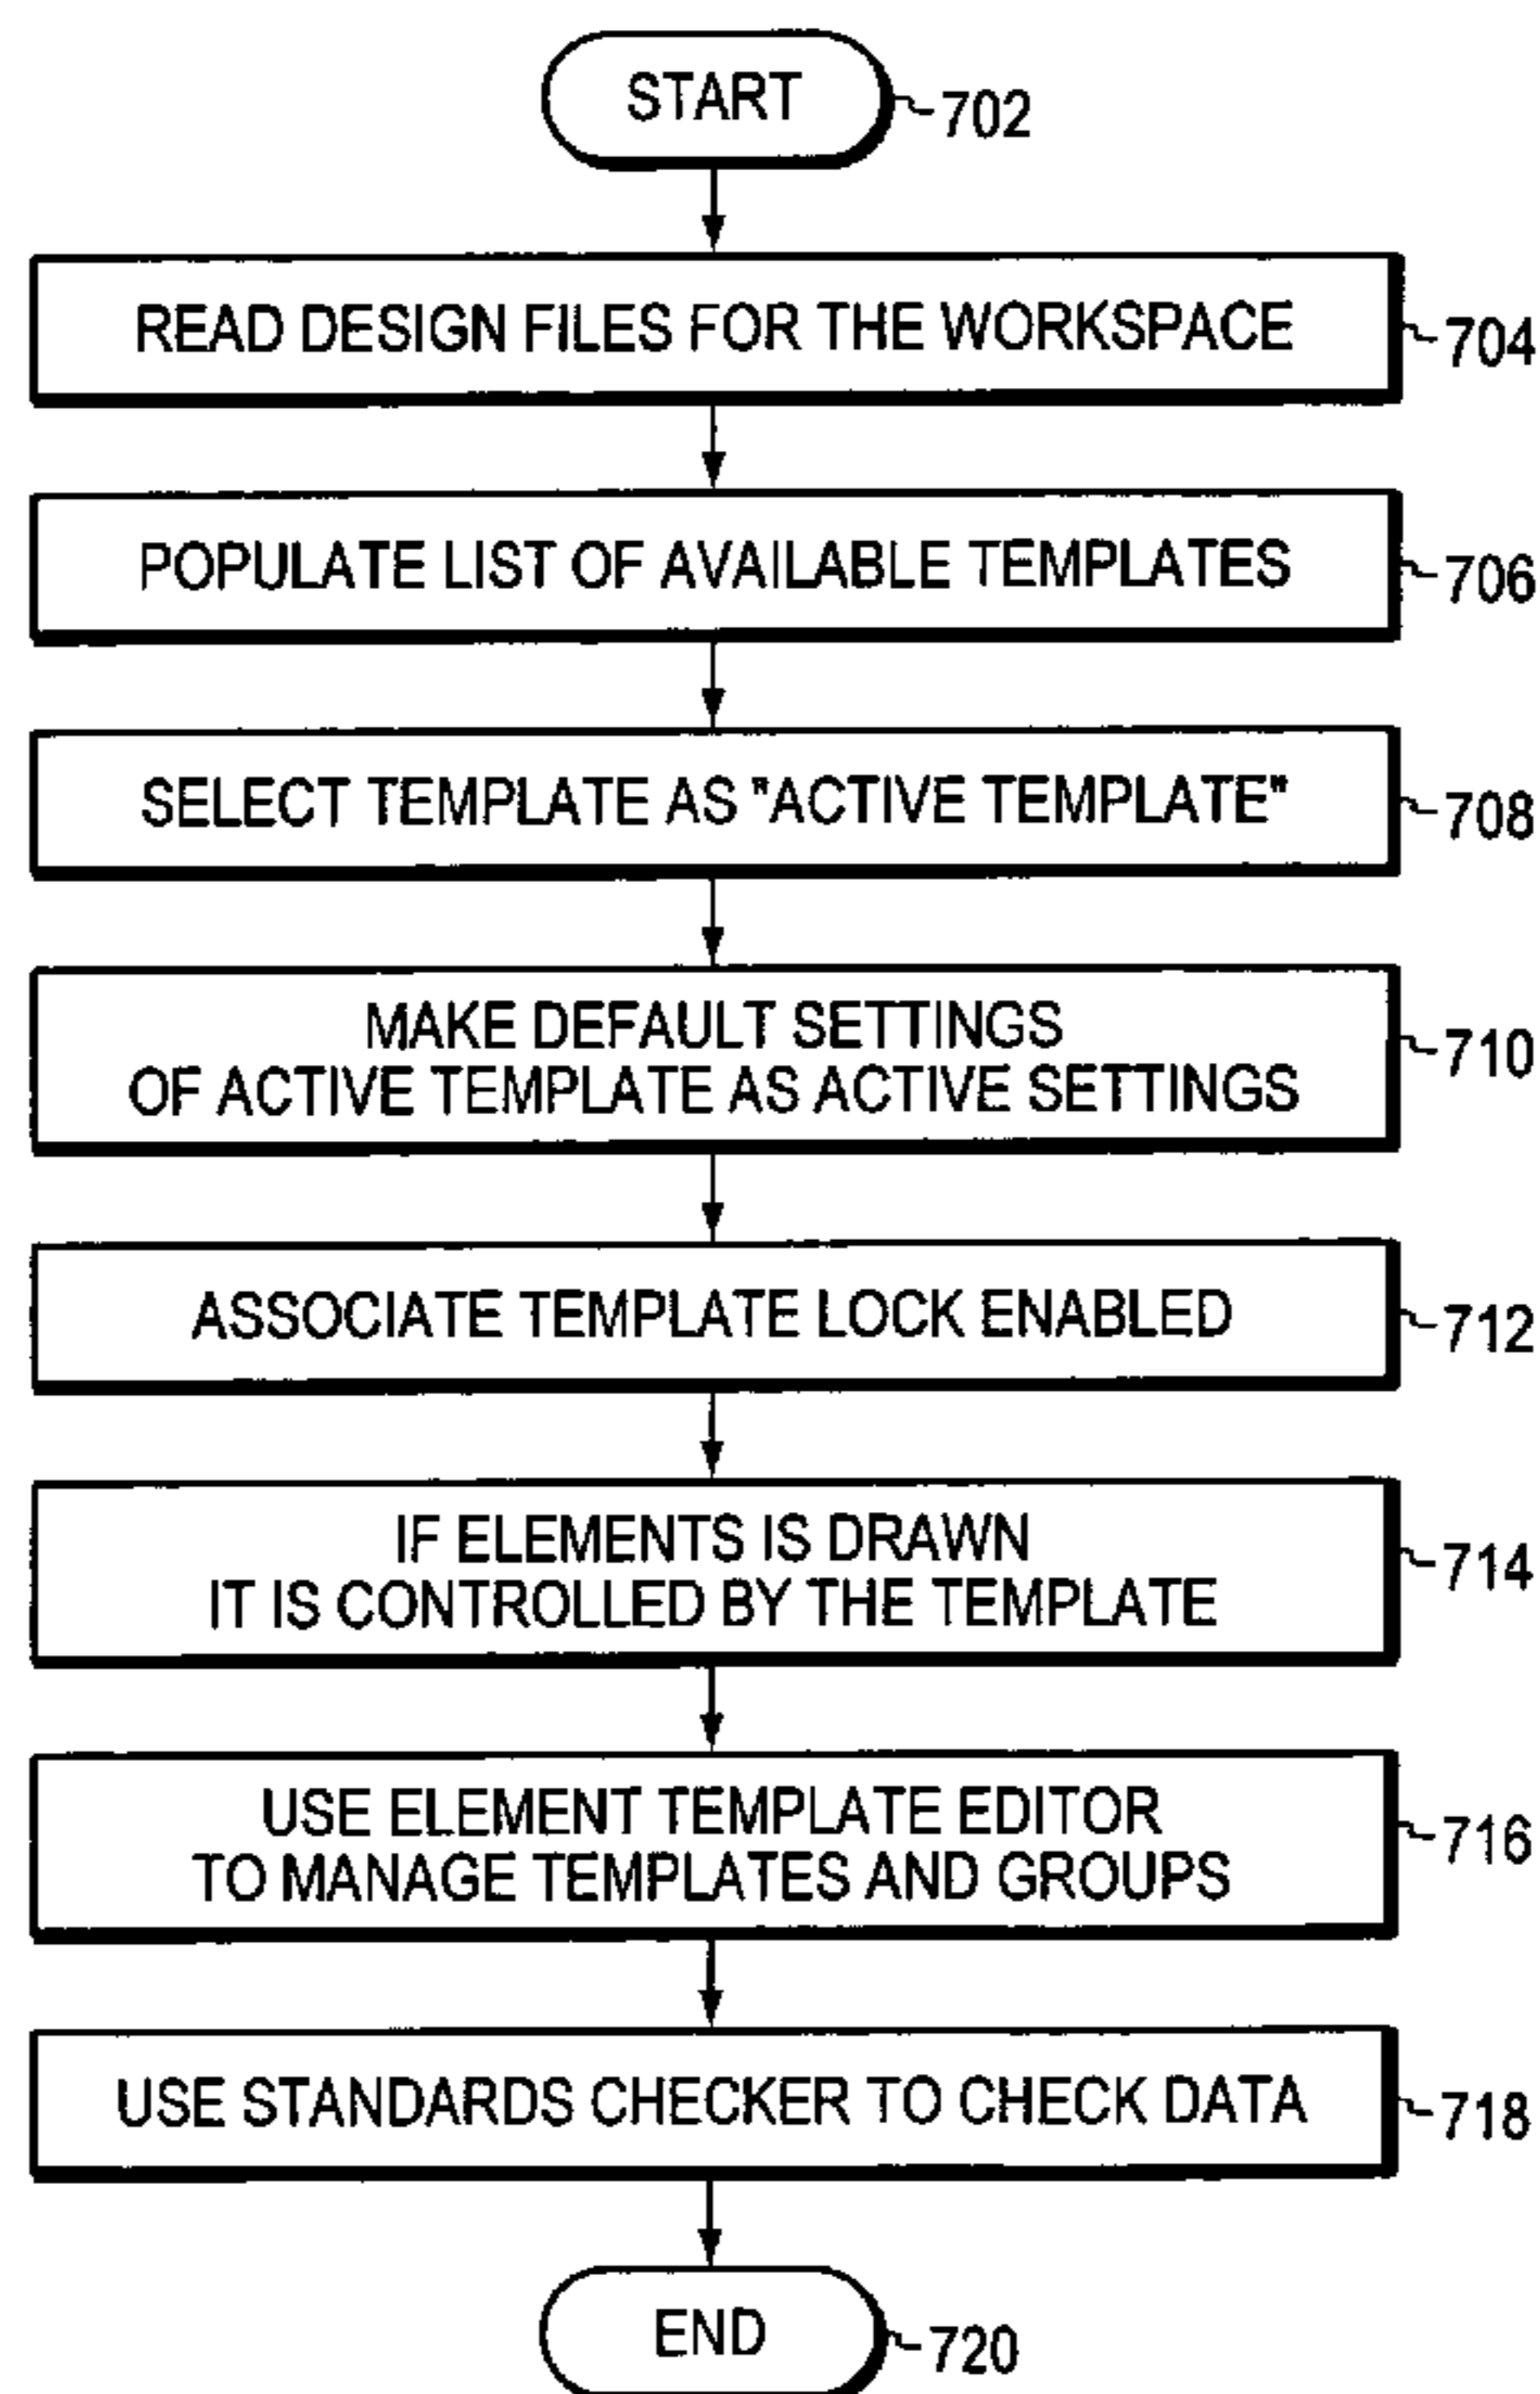 START
702
READ DESIGN FILES FOR THE WORKSPACE
704
POPULATE LIST OF AVAILABLE TEMPLATES
706
SELECT TEMPLATE AS "ACTIVE TEMPLATE"
708
MAKE DEFAULT SETTINGS
OF ACTIVE TEMPLATE AS ACTIVE SETTINGS
710
ASSOCIATE TEMPLATE LOCK ENABLED
712
IF ELEMENTS IS DRAWN
IT IS CONTROLLED BY THE TEMPLATE
714
USE ELEMENT TEMPLATE EDITOR
TO MANAGE TEMPLATES AND GROUPS
716
USE STANDARDS CHECKER TO CHECK DATA
718
END
720